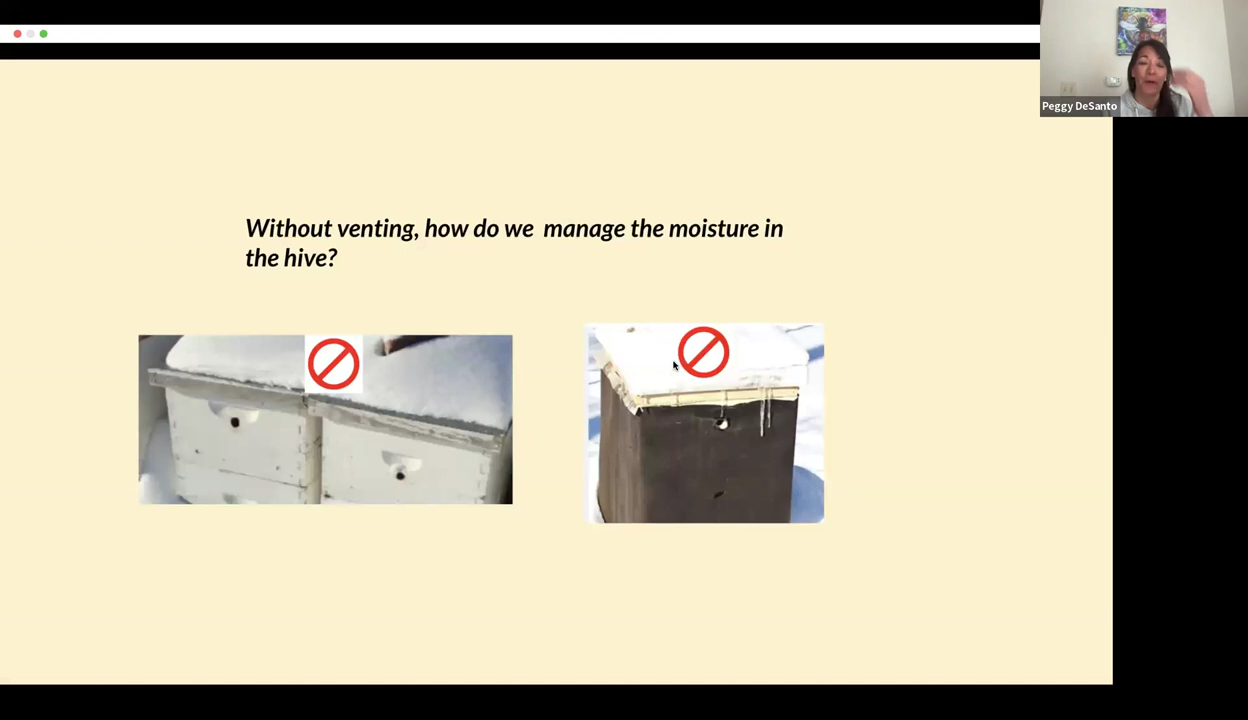 Peggy DeSanto
Without venting, how do we  manage the moisture in
the hive?